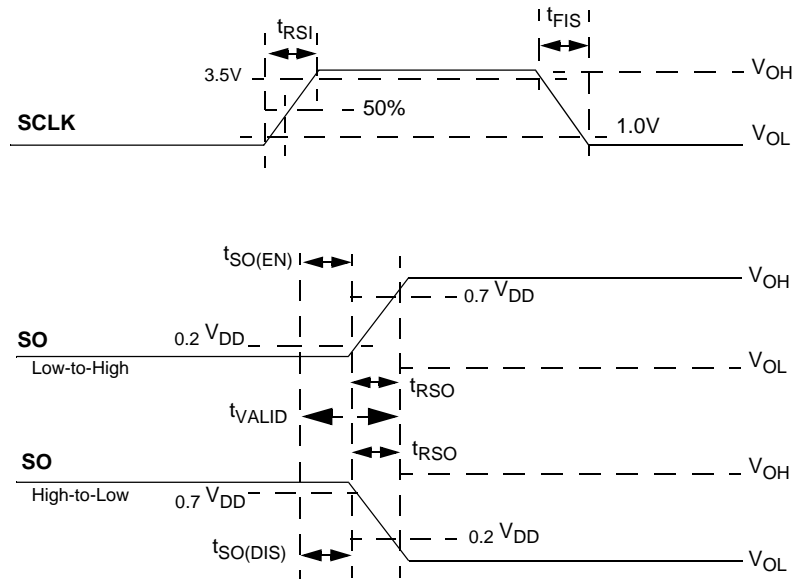 tRSI
tFIS
3.5V
VOH
50%
SCLK
1.0V
VOL
tSO(EN)
VOH
0.7 VDD
SO
0.2 VDD
Low-to-High
VOL
tRSO
tVALID
tRSO
SO
VOH
High-to-Low
0.7 VDD
0.2 VDD
tSO(DIS)
VOL